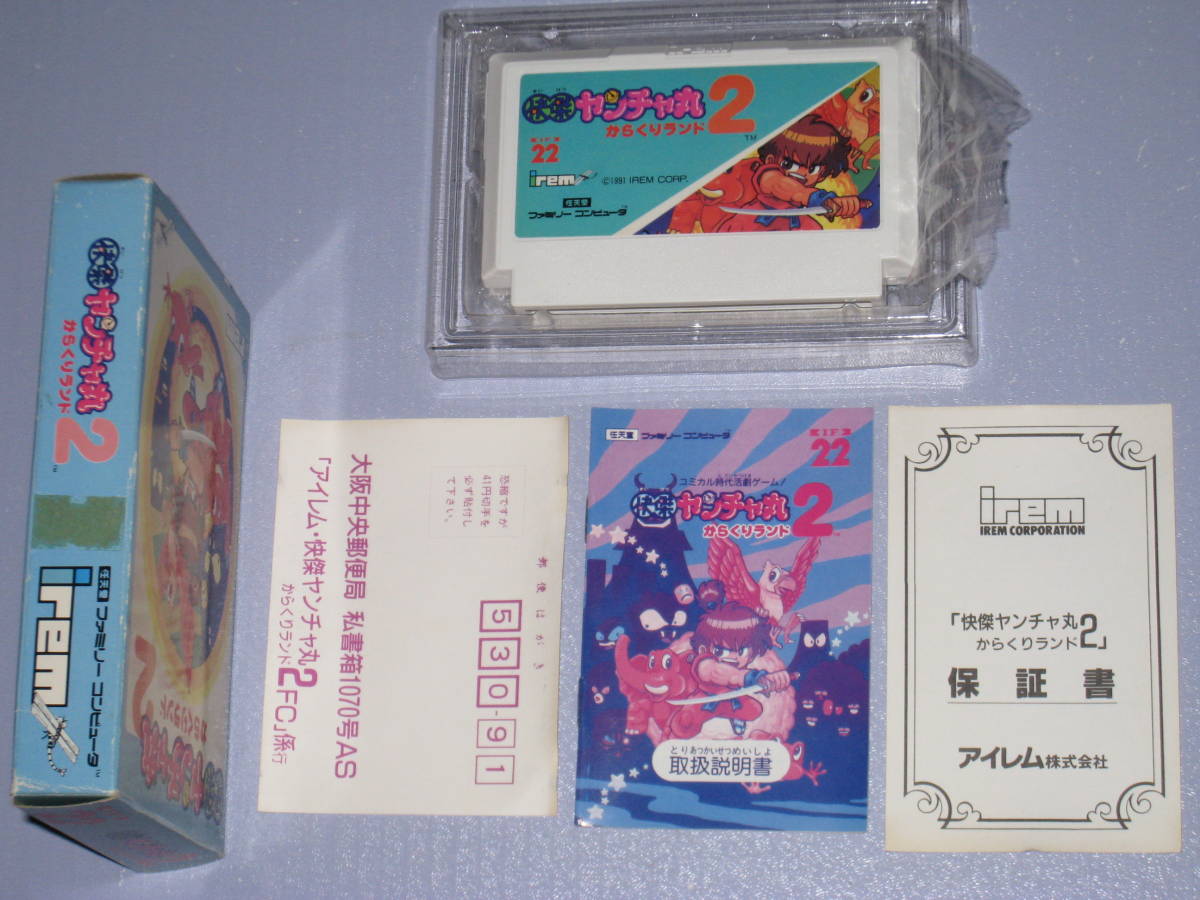 快傑
ヤンチャ丸
からくりランド
2
TM
KIF2
22
irem
©1991 IREM CORP.
任天堂
ファミリー コンピュータ
快傑
ヤンチャ丸
からくりランド
2
任天堂
ファミリー コンピュータ
irem
恐縮ですが
41円切手を
必ず貼付し
て下さい。
郵便はがき
530-91
大阪中央郵便局 私書箱1070号AS
「アイレム・快傑ヤンチャ丸
からくりランド2FC」係行
任天堂
ファミリー コンピュータ
22
コミカル時代活劇ゲーム!
快傑
ヤンチャ丸
からくりランド
2
とりあつかいせつめいしょ
取扱説明書
irem
IREM CORPORATION
「快傑ヤンチャ丸
からくりランド2」
保証書
アイレム株式会社